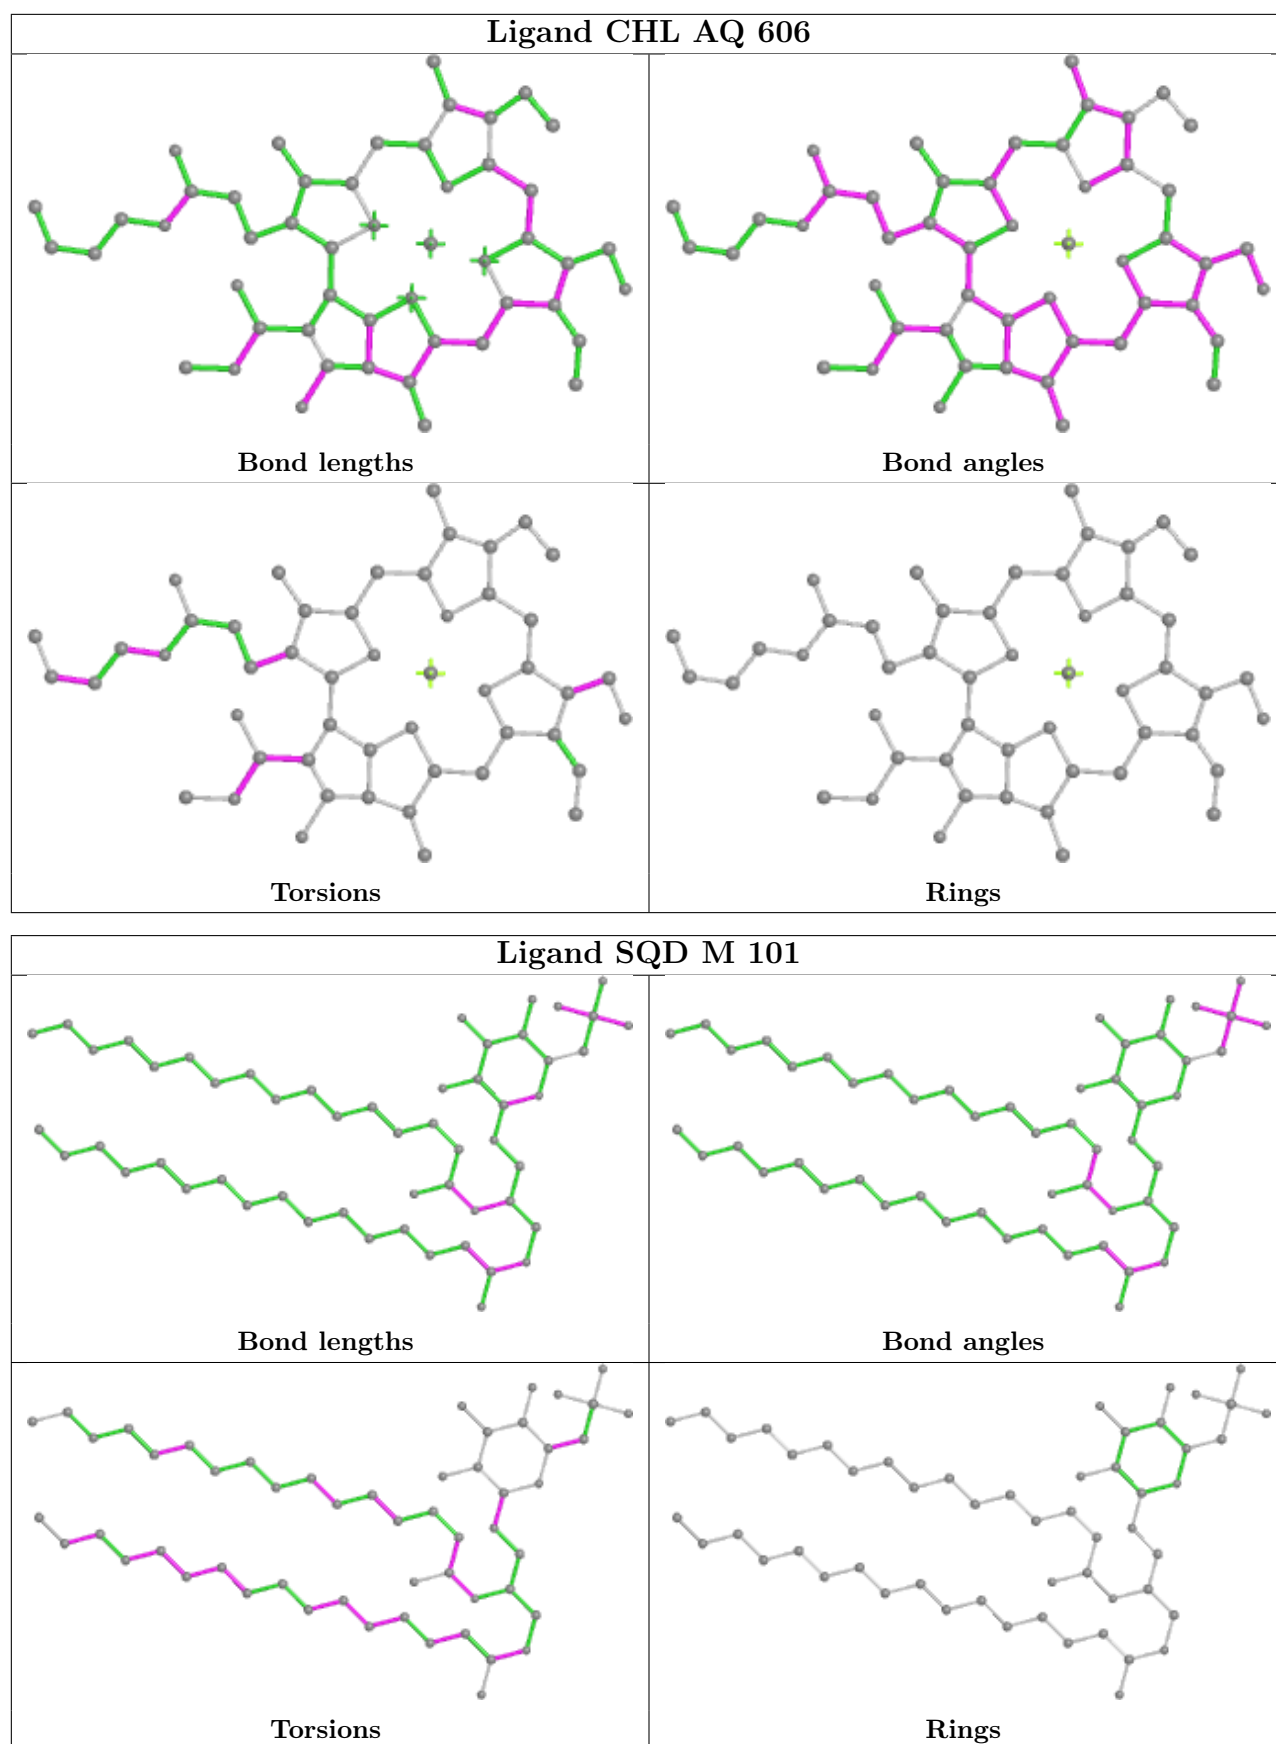 Ligand CHL AQ 606
Bond lengths
Bond angles
Torsions
Rings
Ligand SQD M 101
Bond lengths
Bond angles
Torsions
Rings